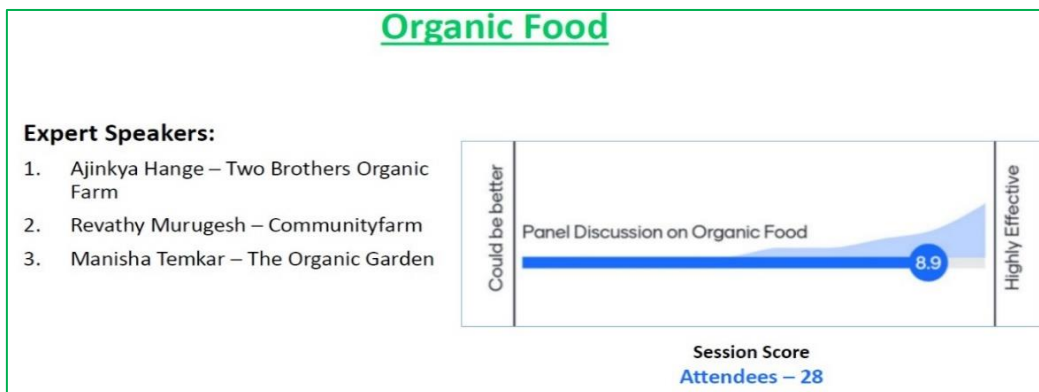 Organic Food
Expert Speakers:
1. Ajinkya Hange – Two Brothers Organic
Farm
2. Revathy Murugesh – Communityfarm
3. Manisha Temkar – The Organic Garden
Could be better
Panel Discussion on Organic Food
8.9
Highly Effective
Session Score
Attendees – 28